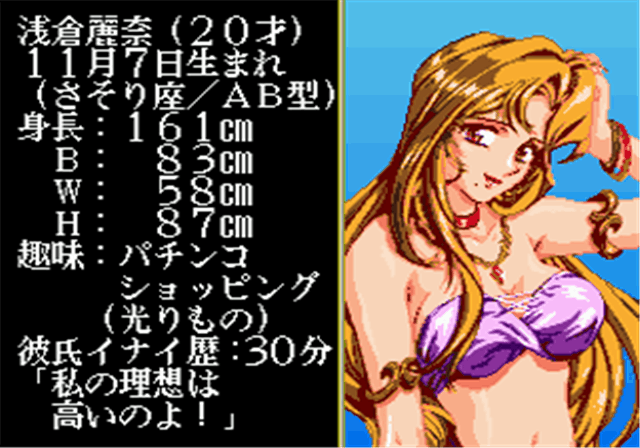 浅倉麗奈(20才)
11月7日生まれ
(さそり座/AB型)
身長:161㎝
B: 83㎝
W: 58㎝
H: 87㎝
趣味:パチンコ
ショッピング
(光りもの)
彼氏イナイ歴:30分
「私の理想は
高いのよ!」